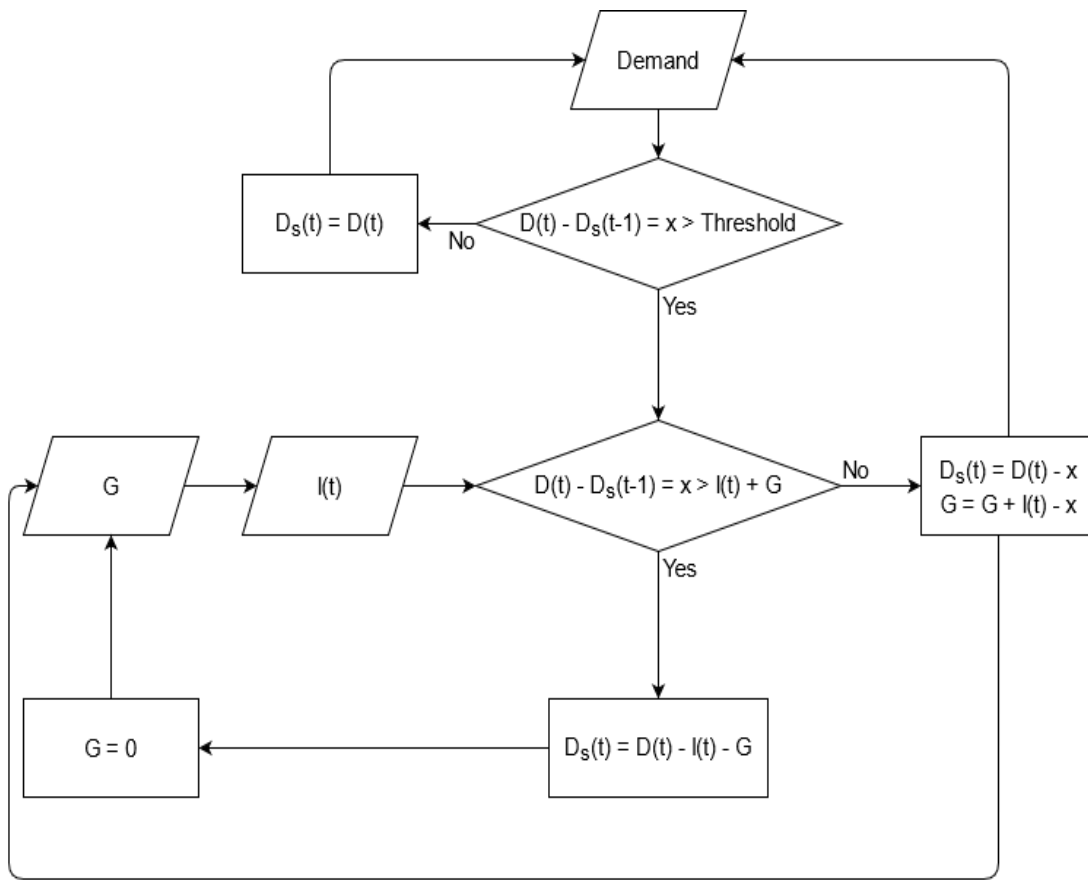 Demand
Ds(t) = D(t)
D(t) - Ds(t-1) = x > Threshold
No
Yes
G
I(t)
D(t) - Ds(t-1) = x > I(t) + G
No
Ds(t) = D(t) - x
G = G + I(t) - x
Yes
G = 0
Ds(t) = D(t) - I(t) - G